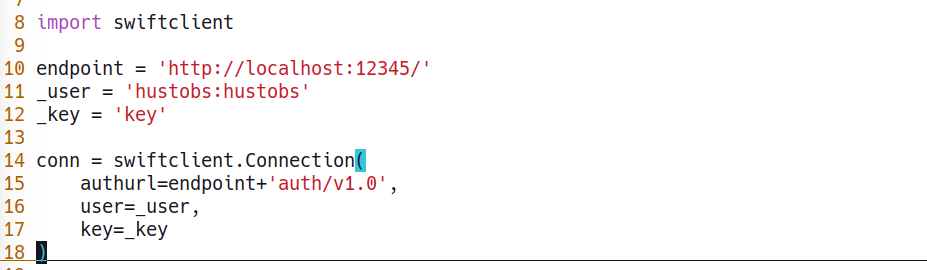 8 import swiftclient
9
10 endpoint = 'http://localhost:12345/'
11 _user = 'hustobs:hustobs'
12 _key = 'key'
13
14 conn = swiftclient.Connection(
15     authurl=endpoint+'auth/v1.0',
16     user=_user,
17     key=_key
18 )